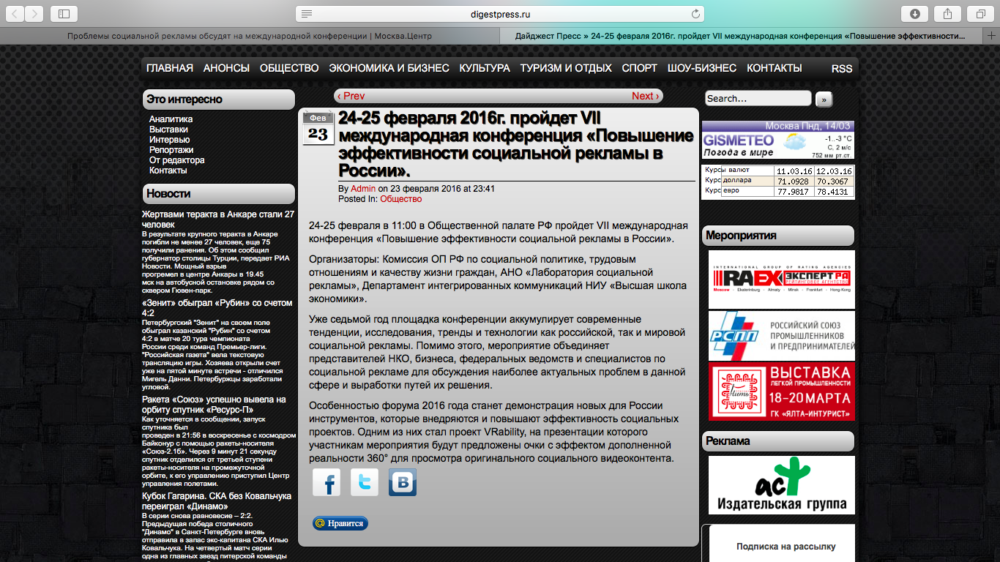 digestpress.ru
Проблемы социальной рекламы обсудят на международной конференции | Москва.Центр
Дайджест Пресс » 24-25 февраля 2016г. пройдет VII международная конференция «Повышение эффективности...
ГЛАВНАЯ АНОНСЫ ОБЩЕСТВО ЭКОНОМИКА И БИЗНЕС КУЛЬТУРА ТУРИЗМ И ОТДЫХ СПОРТ ШОУ-БИЗНЕС КОНТАКТЫ RSS
Это интересно
Аналитика
Выставки
Интервью
Репортажи
От редактора
Контакты
Новости
Жертвами теракта в Анкаре стали 27
человек
В результате крупного теракта в Анкаре
погибли не менее 27 человек, еще 75
получили ранения. Об этом сообщил
губернатор столицы Турции, передает РИА
Новости. Мощный взрыв
прогремел в центре Анкары в 19.45
мск на автобусной остановке рядом со
сквером Гювен-парк.
«Зенит» обыграл «Рубин» со счетом
4:2
Петербургский "Зенит" на своем поле
обыграл казанский "Рубин" со счетом
4:2 в матче 20 тура чемпионата
России среди команд Премьер-лиги.
"Российская газета" вела текстовую
трансляцию игры. Хозяева открыли счет
уже на пятой минуте встречи - отличился
Мигель Данни. Петербуржцы заработали
угловой.
Ракета «Союз» успешно вывела на
орбиту спутник «Ресурс-П»
Как уточняется в сообщении, запуск
спутника был
проведен в 21:56 в воскресенье с космодрома
Байконур с помощью ракеты-носителя
«Союз-2.1б». Через 9 минут 21 секунду
спутник отделился от третьей ступени
ракеты-носителя на промежуточной
орбите, к его управлению приступил Центр
управления полетами.
Кубок Гагарина. СКА без Ковальчука
переиграл «Динамо»
В серии снова равновесие – 2:2.
Предыдущая победа столичного
"Динамо" в Санкт-Петербурге вновь
отправила в запас экс-капитана СКА Илью
Ковальчука. На четвертый матч серии
одна из главных звезд питерской команды
‹ Prev Next ›
Фев
23
24-25 февраля 2016г. пройдет VII
международная конференция «Повышение
эффективности социальной рекламы в
России».
By Admin on 23 февраля 2016 at 23:41
Posted In: Общество
24-25 февраля в 11:00 в Общественной палате РФ пройдет VII международная
конференция «Повышение эффективности социальной рекламы в России».
Организаторы: Комиссия ОП РФ по социальной политике, трудовым
отношениям и качеству жизни граждан, АНО «Лаборатория социальной
рекламы», Департамент интегрированных коммуникаций НИУ «Высшая школа
экономики».
Уже седьмой год площадка конференции аккумулирует современные
тенденции, исследования, тренды и технологии как российской, так и мировой
социальной рекламы. Помимо этого, мероприятие объединяет
представителей НКО, бизнеса, федеральных ведомств и специалистов по
социальной рекламе для обсуждения наиболее актуальных проблем в данной
сфере и выработки путей их решения.
Особенностью форума 2016 года станет демонстрация новых для России
инструментов, которые внедряются и повышают эффективность социальных
проектов. Одним из них стал проект VRability, на презентации которого
участникам мероприятия будут предложены очки с эффектом дополненной
реальности 360° для просмотра оригинального социального видеоконтента.
f t B
@ Нравится
Search... »
Москва Пнд, 14/03
GISMETEO
Погода в мире
-1..-3 °C
С, 2 м/с
752 мм рт.ст.
Курсы валют 11.03.16 12.03.16
Курс доллара 71.0928 70.3067
Курс евро 77.9817 78.4131
Мероприятия
INTERNATIONAL GROUP OF RATING AGENCIES
RAEX ЭКСПЕРТ РА
РЕЙТИНГОВОЕ АГЕНТСТВО
Moscow - Ekaterinburg - Almaty - Minsk - Frankfurt - Hong-Kong
РСПП
РОССИЙСКИЙ СОЮЗ
ПРОМЫШЛЕННИКОВ
И ПРЕДПРИНИМАТЕЛЕЙ
Нить
ВЫСТАВКА
ЛЕГКОЙ ПРОМЫШЛЕННОСТИ
18-20 МАРТА
ГК «ЯЛТА-ИНТУРИСТ»
Реклама
аст
Издательская группа
Подписка на рассылку